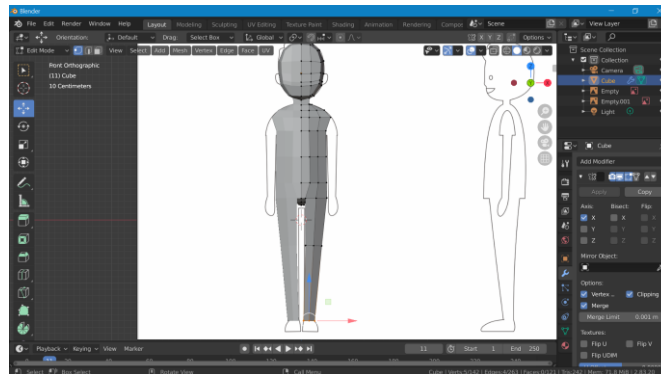 Blender
File Edit Render Window Help Layout Modeling Sculpting UV Editing Texture Paint Shading Animation Rendering Compos Scene View Layer
Orientation: Default Drag Select Box Global X Y Z Options
Edit Mode View Select Add Mesh Vertex Edge Face UV
Front Orthographic
(1) Cube
10 Centimeters
Scene Collection
Collection
Camera
Cube
Empty
Empty.001
Light
Cube
Add Modifier
Apply Copy
Axis: Bisect: Flip:
X X X
Y Y Y
Z Z Z
Mirror Object:
Options:
Vertex .. Clipping
Merge
Merge Limit 0.001 m
Textures:
Flip U Flip V
Flip UDIM
Playback Keying View Marker 11 Start 1 End 250
Select Box Select Rotate View Call Menu